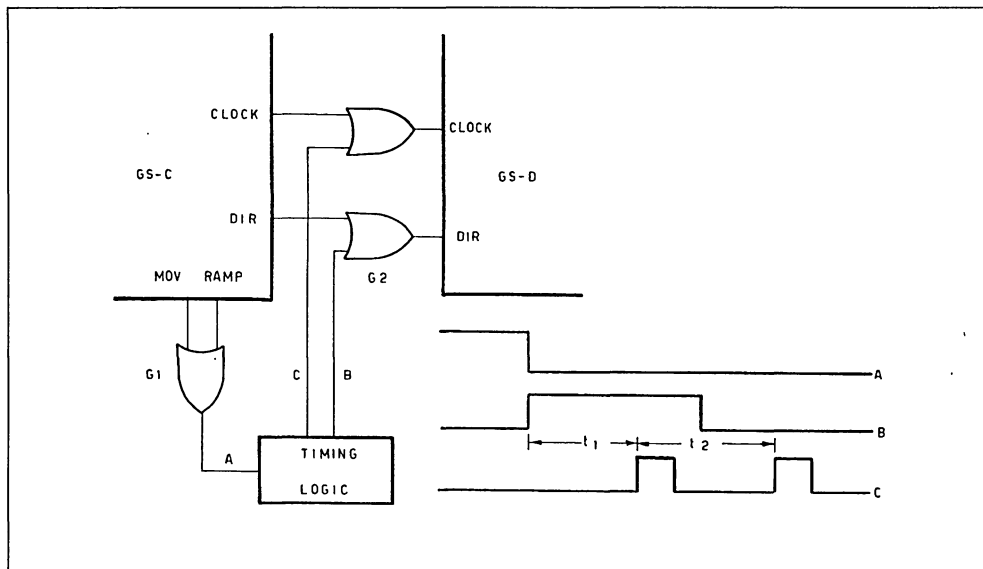 CLOCK
CLOCK
GS-C
GS-D
DIR
DIR
MOV RAMP
G2
G1
C
B
A
TIMING
LOGIC
A
B
t1
t2
C